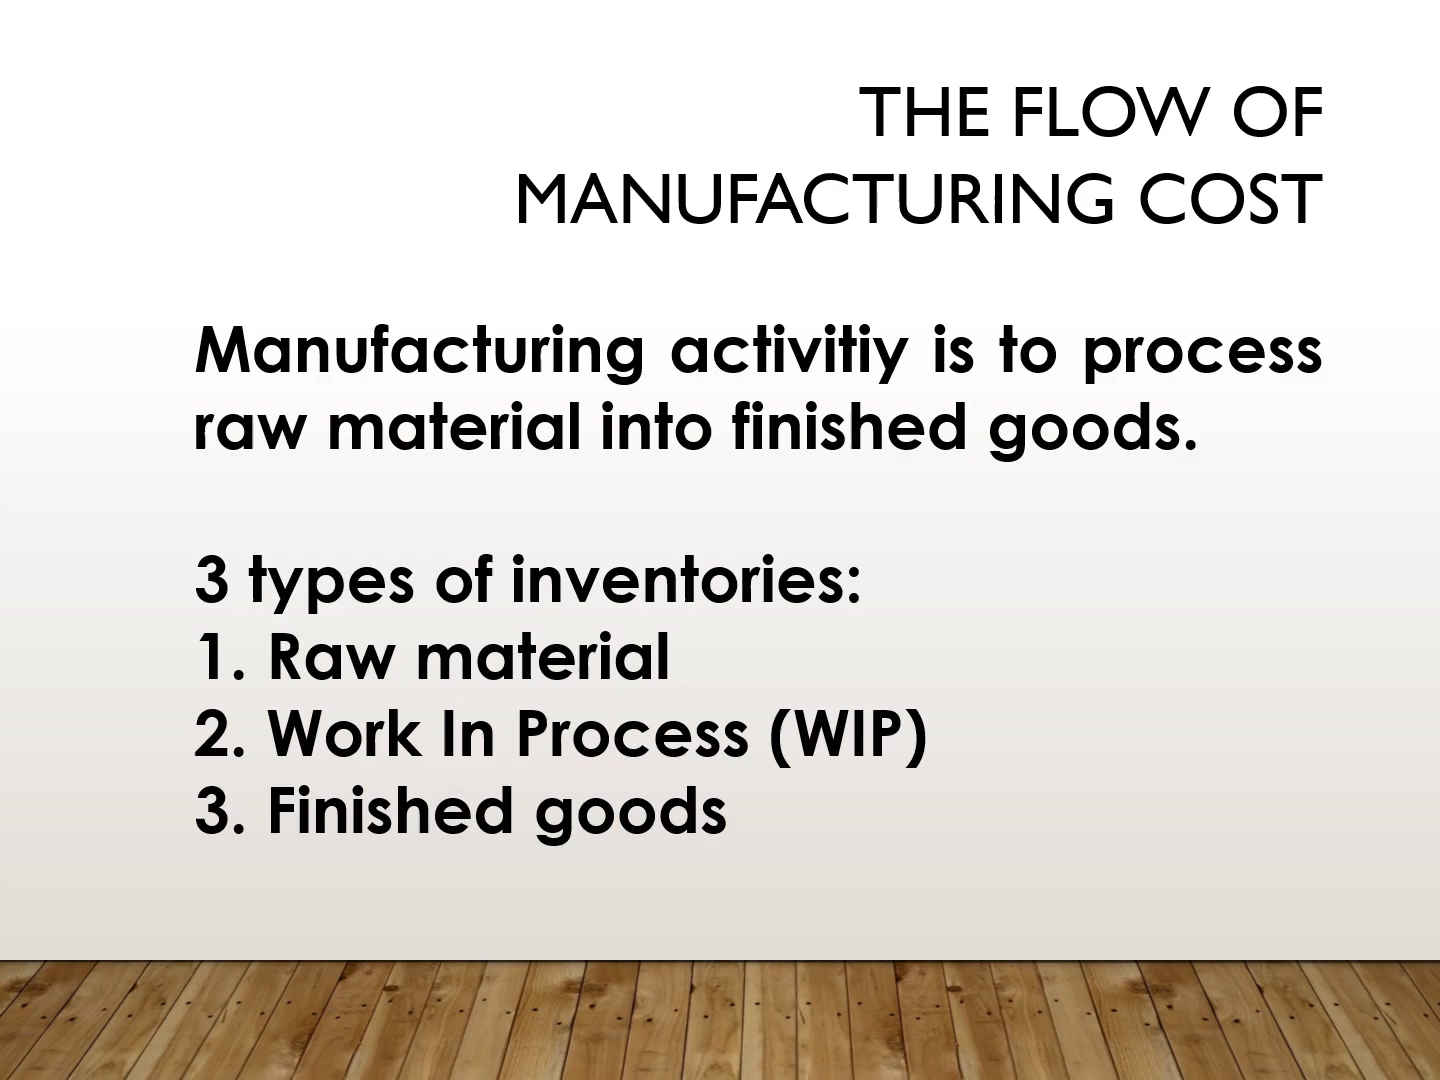 THE FLOW OF
MANUFACTURING COST
Manufacturing activitiy is to process
raw material into finished goods.
3 types of inventories:
1. Raw material
2. Work In Process (WIP)
3. Finished goods